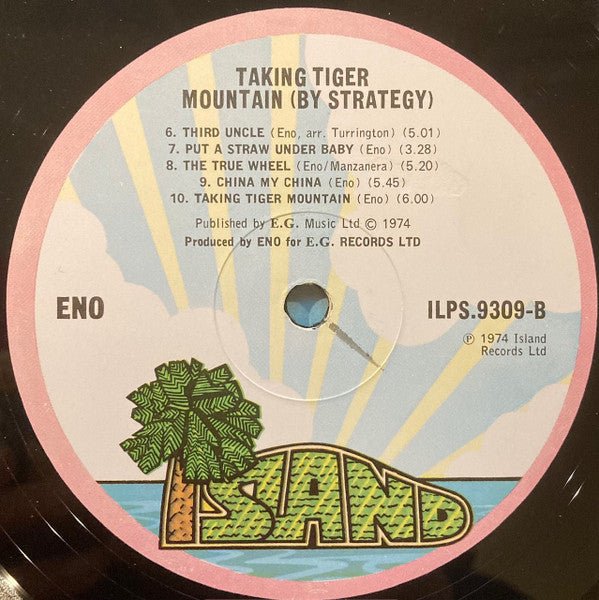 TAKING TIGER
MOUNTAIN (BY STRATEGY)
6. THIRD UNCLE (Eno, arr. Turrington) (5.01)
7. PUT A STRAW UNDER BABY (Eno) (3.28)
8. THE TRUE WHEEL (Eno/Manzanera) (5.20)
9. CHINA MY CHINA (Eno) (5.45)
10. TAKING TIGER MOUNTAIN (Eno) (6.00)
Published by E.G. Music Ltd © 1974
Produced by ENO for E.G. RECORDS LTD
ENO
ILPS.9309-B
℗ 1974 Island
Records Ltd
ISLAND